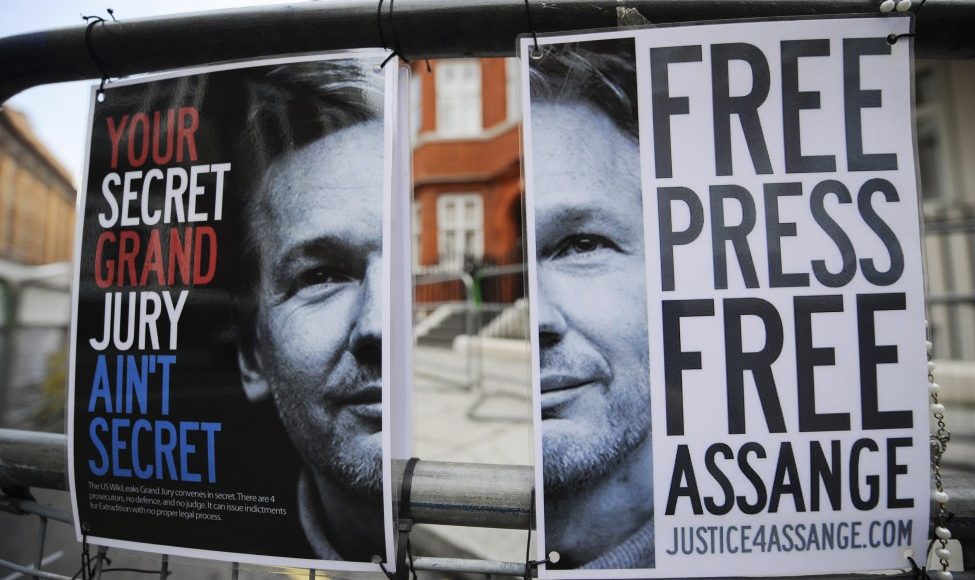 YOUR
SECRET
GRAND
JURY
AIN'T
SECRET
The US WikiLeaks Grand Jury convenes in secret. There are 4
prosecutors, no defence, and no judge. It can issue indictments
for Extradition with no proper legal process.
FREE
PRESS
FREE
ASSANGE
JUSTICE4ASSANGE.COM